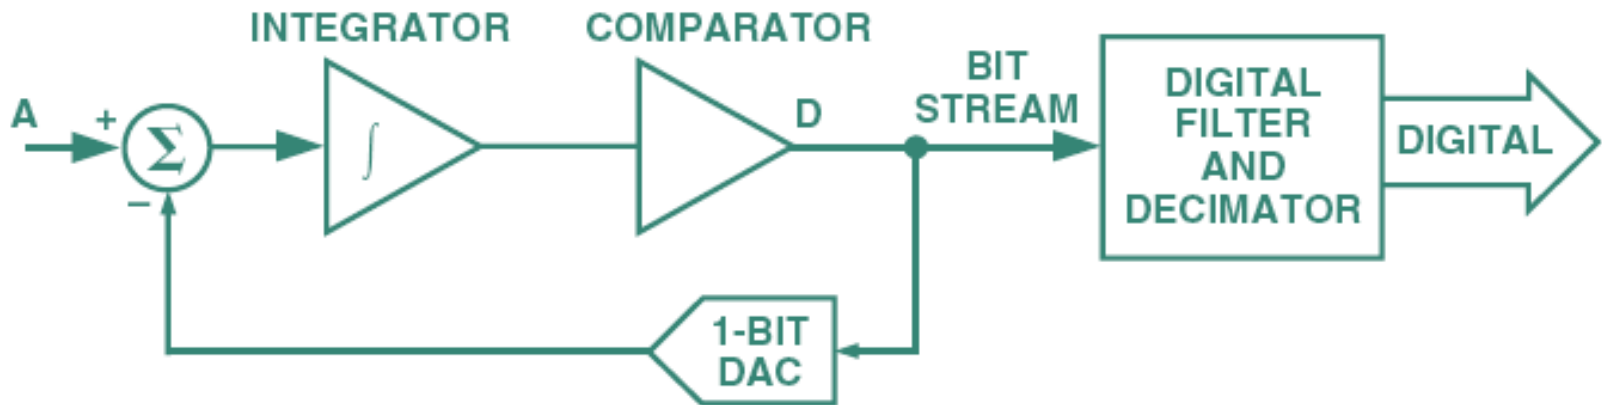 INTEGRATOR
COMPARATOR
A
+
Σ
−
∫
D
BIT
STREAM
DIGITAL
FILTER
AND
DECIMATOR
DIGITAL
1-BIT
DAC